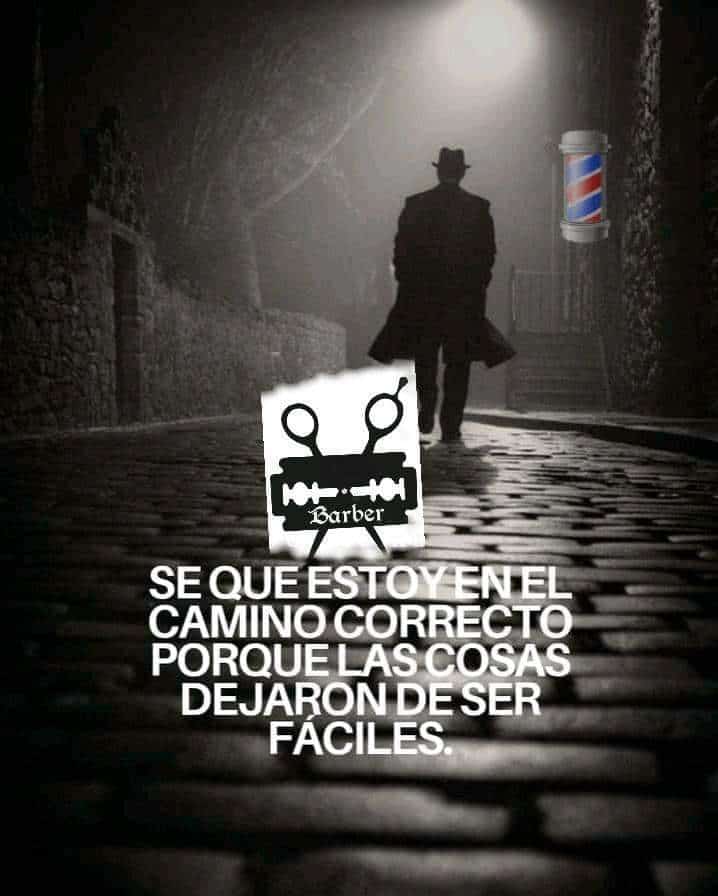 Barber
SE QUE ESTOY EN EL
CAMINO CORRECTO
PORQUE LAS COSAS
DEJARON DE SER
FÁCILES.